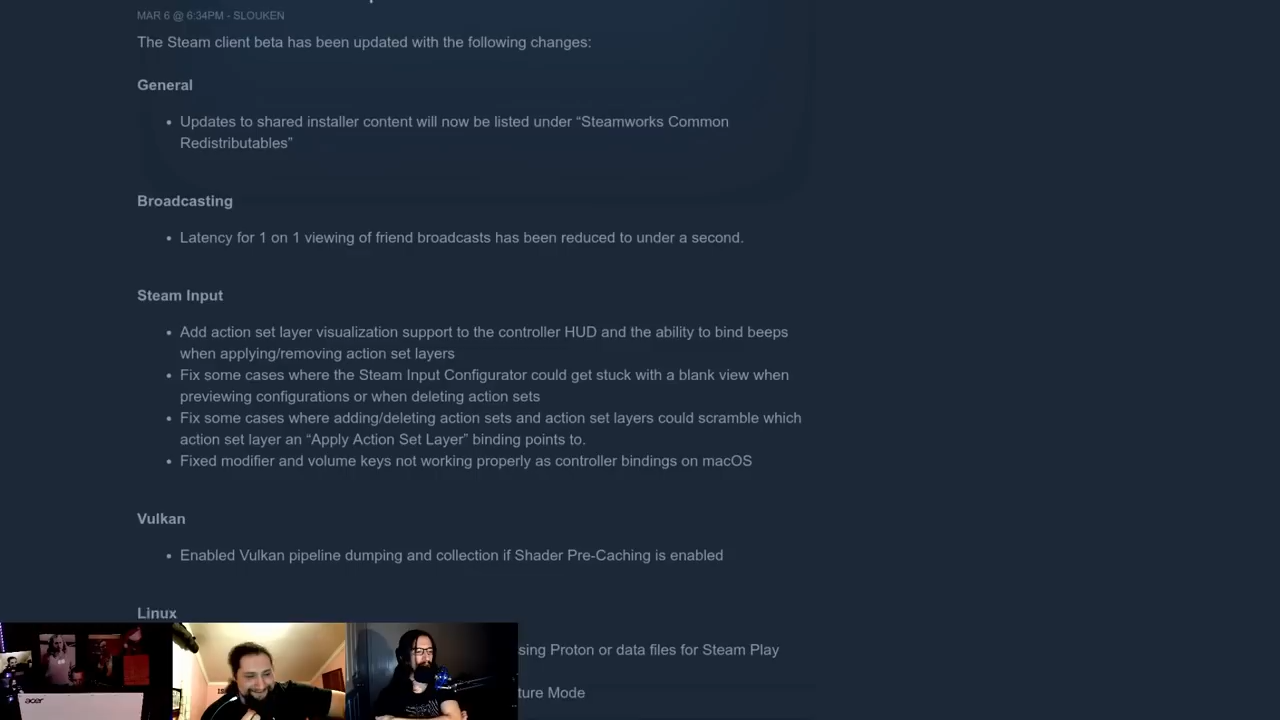 MAR 6 @ 6:34PM - SLOUKEN
The Steam client beta has been updated with the following changes:
General
• Updates to shared installer content will now be listed under “Steamworks Common
Redistributables”
Broadcasting
• Latency for 1 on 1 viewing of friend broadcasts has been reduced to under a second.
Steam Input
• Add action set layer visualization support to the controller HUD and the ability to bind beeps
when applying/removing action set layers
• Fix some cases where the Steam Input Configurator could get stuck with a blank view when
previewing configurations or when deleting action sets
• Fix some cases where adding/deleting action sets and action set layers could scramble which
action set layer an “Apply Action Set Layer” binding points to.
• Fixed modifier and volume keys not working properly as controller bindings on macOS
Vulkan
• Enabled Vulkan pipeline dumping and collection if Shader Pre-Caching is enabled
Linux
sing Proton or data files for Steam Play
ture Mode
acer